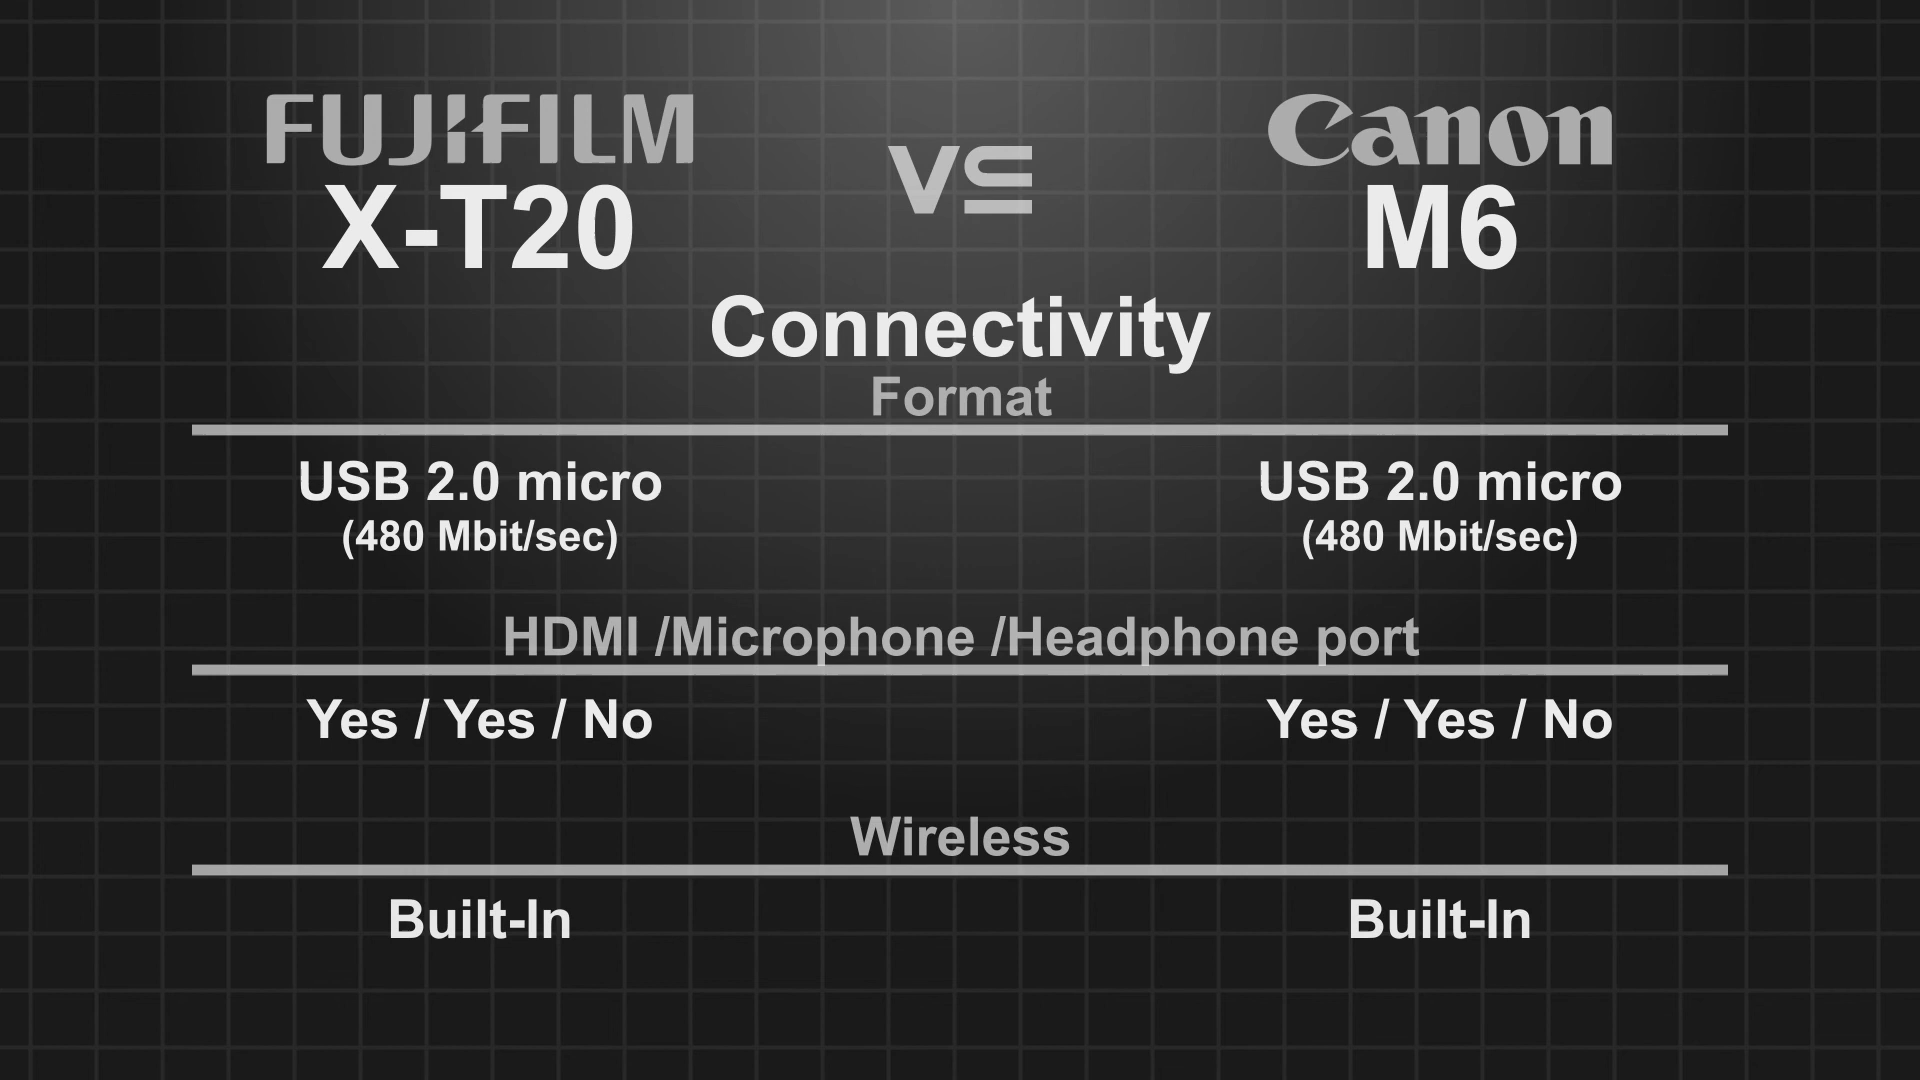 FUJIFILM
X-T20
VS
Canon
M6
Connectivity
Format
USB 2.0 micro
(480 Mbit/sec)
USB 2.0 micro
(480 Mbit/sec)
HDMI /Microphone /Headphone port
Yes / Yes / No
Yes / Yes / No
Wireless
Built-In
Built-In